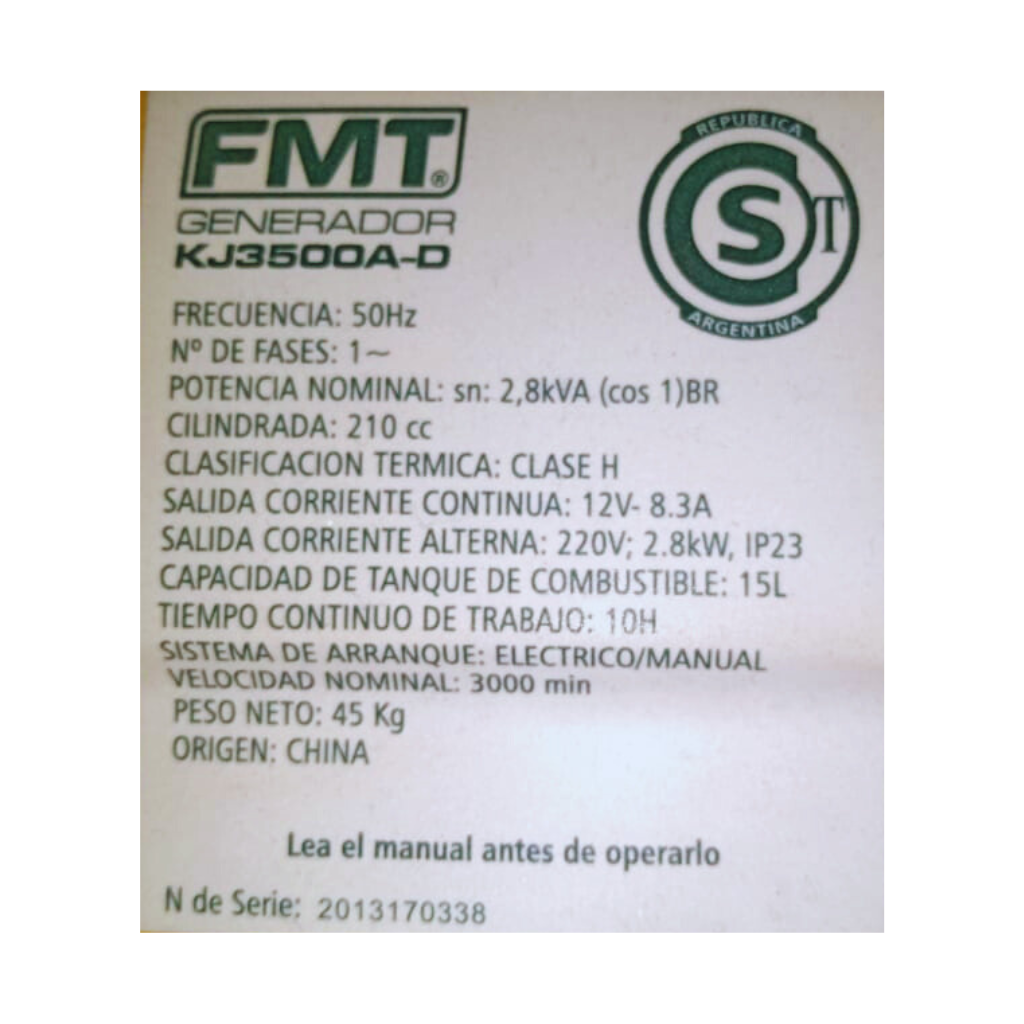 FMT®
GENERADOR
KJ3500A-D
REPUBLICA
CS T
ARGENTINA
FRECUENCIA: 50Hz
Nº DE FASES: 1~
POTENCIA NOMINAL: sn: 2,8kVA (cos 1)BR
CILINDRADA: 210 cc
CLASIFICACION TERMICA: CLASE H
SALIDA CORRIENTE CONTINUA: 12V- 8.3A
SALIDA CORRIENTE ALTERNA: 220V; 2.8kW, IP23
CAPACIDAD DE TANQUE DE COMBUSTIBLE: 15L
TIEMPO CONTINUO DE TRABAJO: 10H
SISTEMA DE ARRANQUE: ELECTRICO/MANUAL
VELOCIDAD NOMINAL: 3000 min
PESO NETO: 45 Kg
ORIGEN: CHINA
Lea el manual antes de operarlo
N de Serie: 2013170338